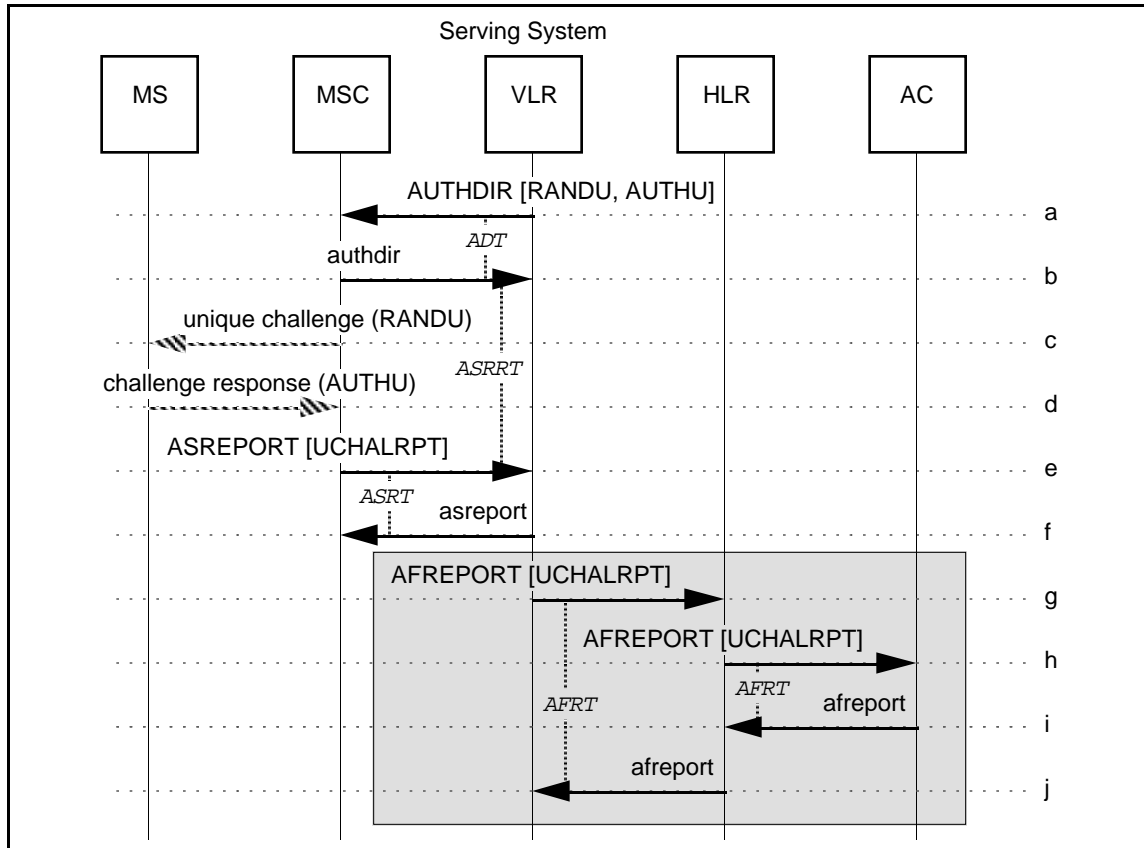 Serving System
MS
MSC
VLR
HLR
AC
AUTHDIR [RANDU, AUTHU]
a
ADT
authdir
b
unique challenge (RANDU)
c
ASRRT
challenge response (AUTHU)
d
ASREPORT [UCHALRPT]
e
ASRT
asreport
f
AFREPORT [UCHALRPT]
g
AFREPORT [UCHALRPT]
h
AFRT
AFRT
afreport
i
afreport
j